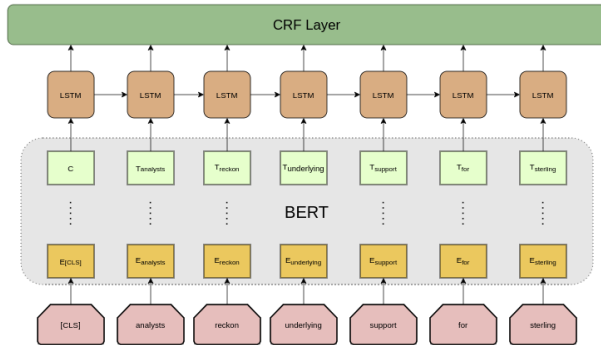 CRF Layer
LSTM LSTM LSTM LSTM LSTM LSTM LSTM
C Tanalysts Treckon Tunderlying Tsupport Tfor Tsterling
BERT
E[CLS] Eanalysts Ereckon Eunderlying Esupport Efor Esterling
[CLS] analysts reckon underlying support for sterling